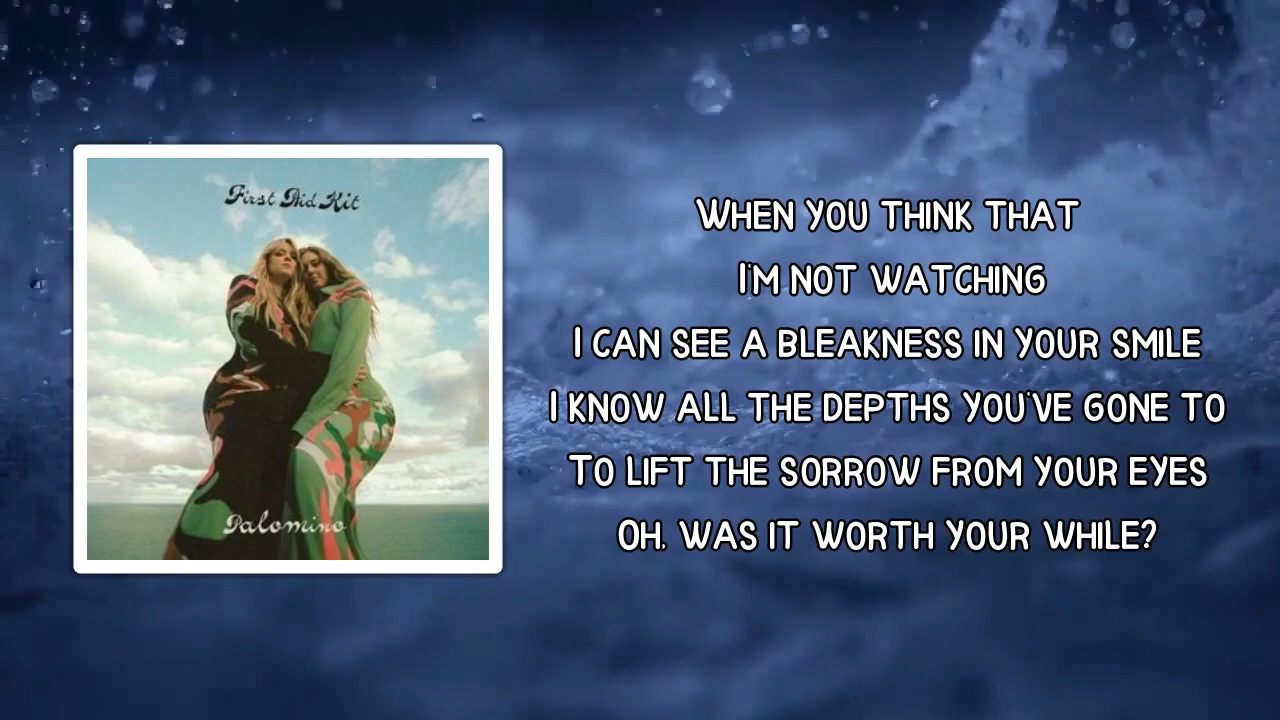 First Aid Kit
Palomino
WHEN YOU THINK THAT
I'M NOT WATCHING
I CAN SEE A BLEAKNESS IN YOUR SMILE
I KNOW ALL THE DEPTHS YOU'VE GONE TO
TO LIFT THE SORROW FROM YOUR EYES
OH, WAS IT WORTH YOUR WHILE?